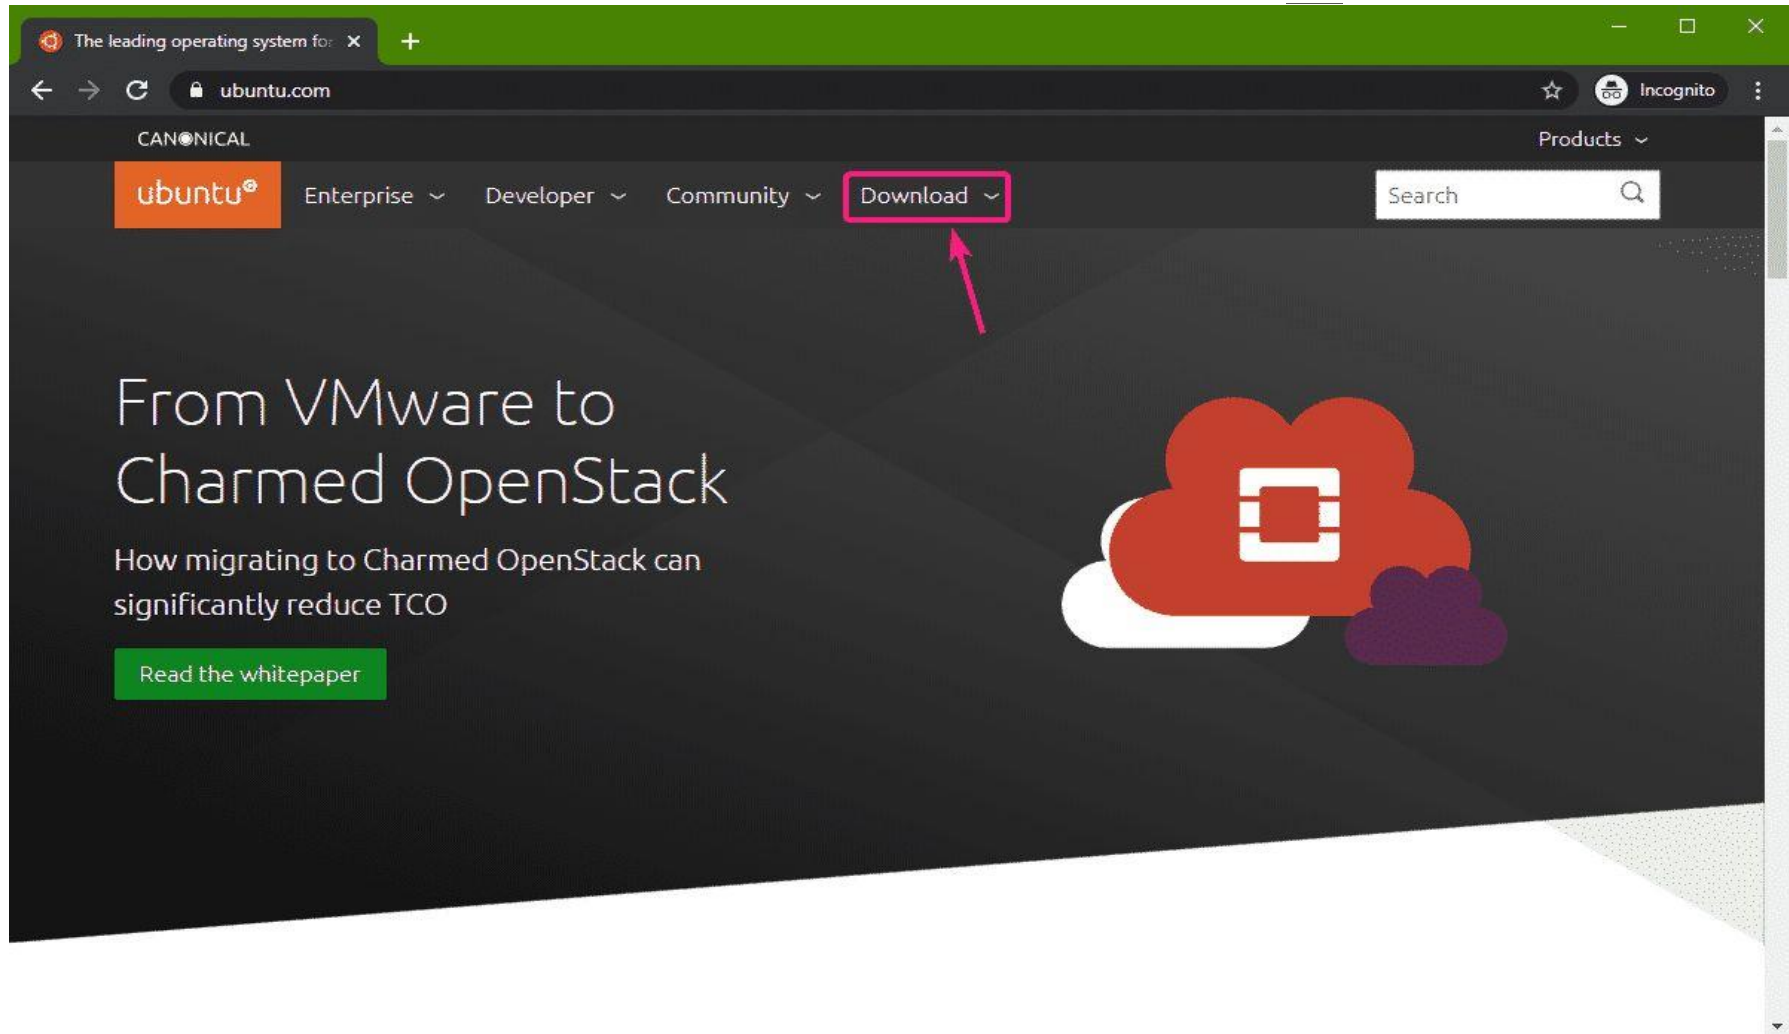 The leading operating system for
ubuntu.com
Incognito
CANONICAL
Products
ubuntu
Enterprise
Developer
Community
Download
Search
From VMware to
Charmed OpenStack
How migrating to Charmed OpenStack can
significantly reduce TCO
Read the whitepaper